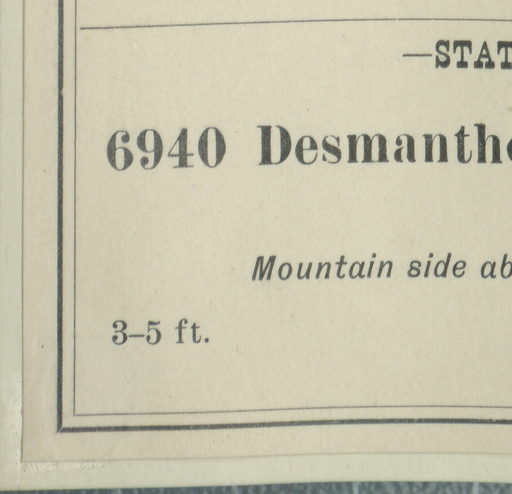 —STAT
6940 Desmanth
Mountain side ab
3–5 ft.